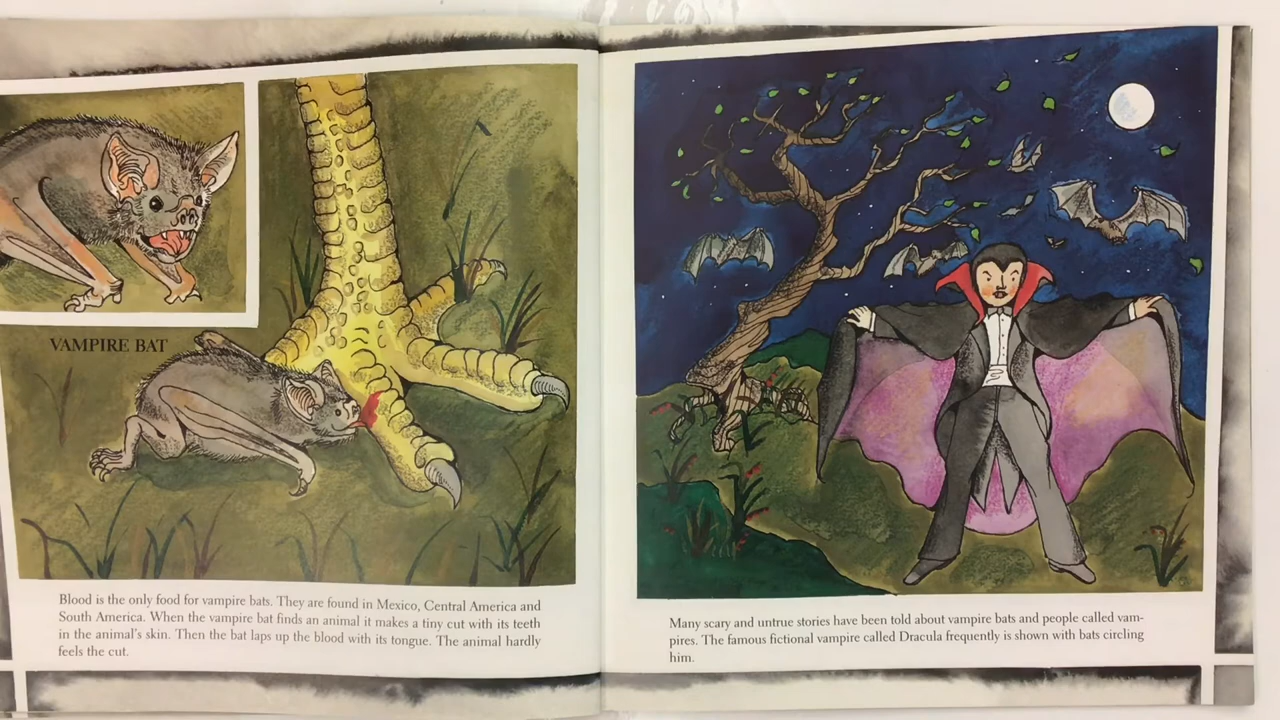 VAMPIRE BAT
Blood is the only food for vampire bats. They are found in Mexico, Central America and
South America. When the vampire bat finds an animal it makes a tiny cut with its teeth
in the animal's skin. Then the bat laps up the blood with its tongue. The animal hardly
feels the cut.
Many scary and untrue stories have been told about vampire bats and people called vam-
pires. The famous fictional vampire called Dracula frequently is shown with bats circling
him.